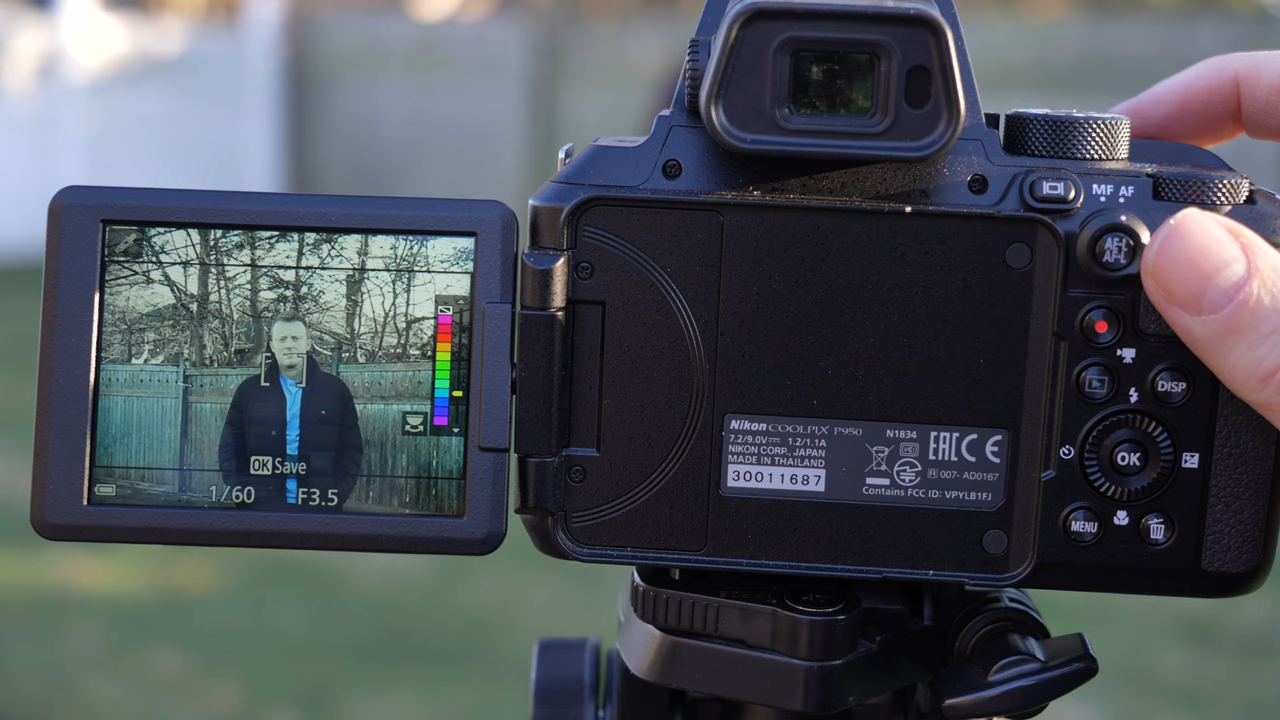 MF AF
AE-L
AF-L
DISP
OK
MENU
OK Save
1/60 F3.5
Nikon COOLPIX P950
N1834
7.2/9.0V⎓ 1.2/1.1A
NIKON CORP., JAPAN
MADE IN THAILAND
30011687
EAC CE
R 007- AD0167
Contains FCC ID: VPYLB1FJ